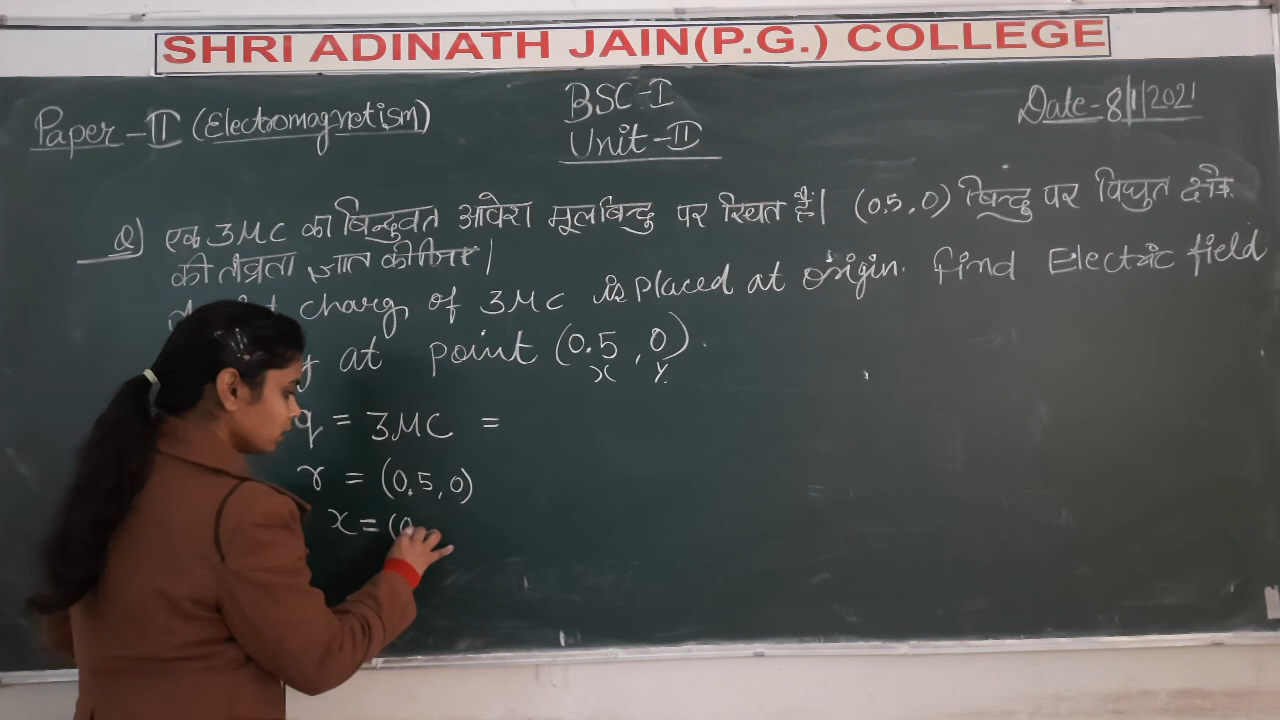 SHRI ADINATH JAIN(P.G.) COLLEGE
Paper-II (Electromagnetism)
BSC-I
Unit-II
Date-8/1/2021
Q) एक 3MC का बिन्दुवत आवेश मूलबिन्दु पर स्थित है। (0.5, 0) बिन्दु पर विधुत क्षेत्र
की तीव्रता ज्ञात कीजिए।
charg of 3MC is placed at origin. find Electric field
at point (0.5, 0).
x y
q = 3MC =
r = (0.5, 0)
x = (0